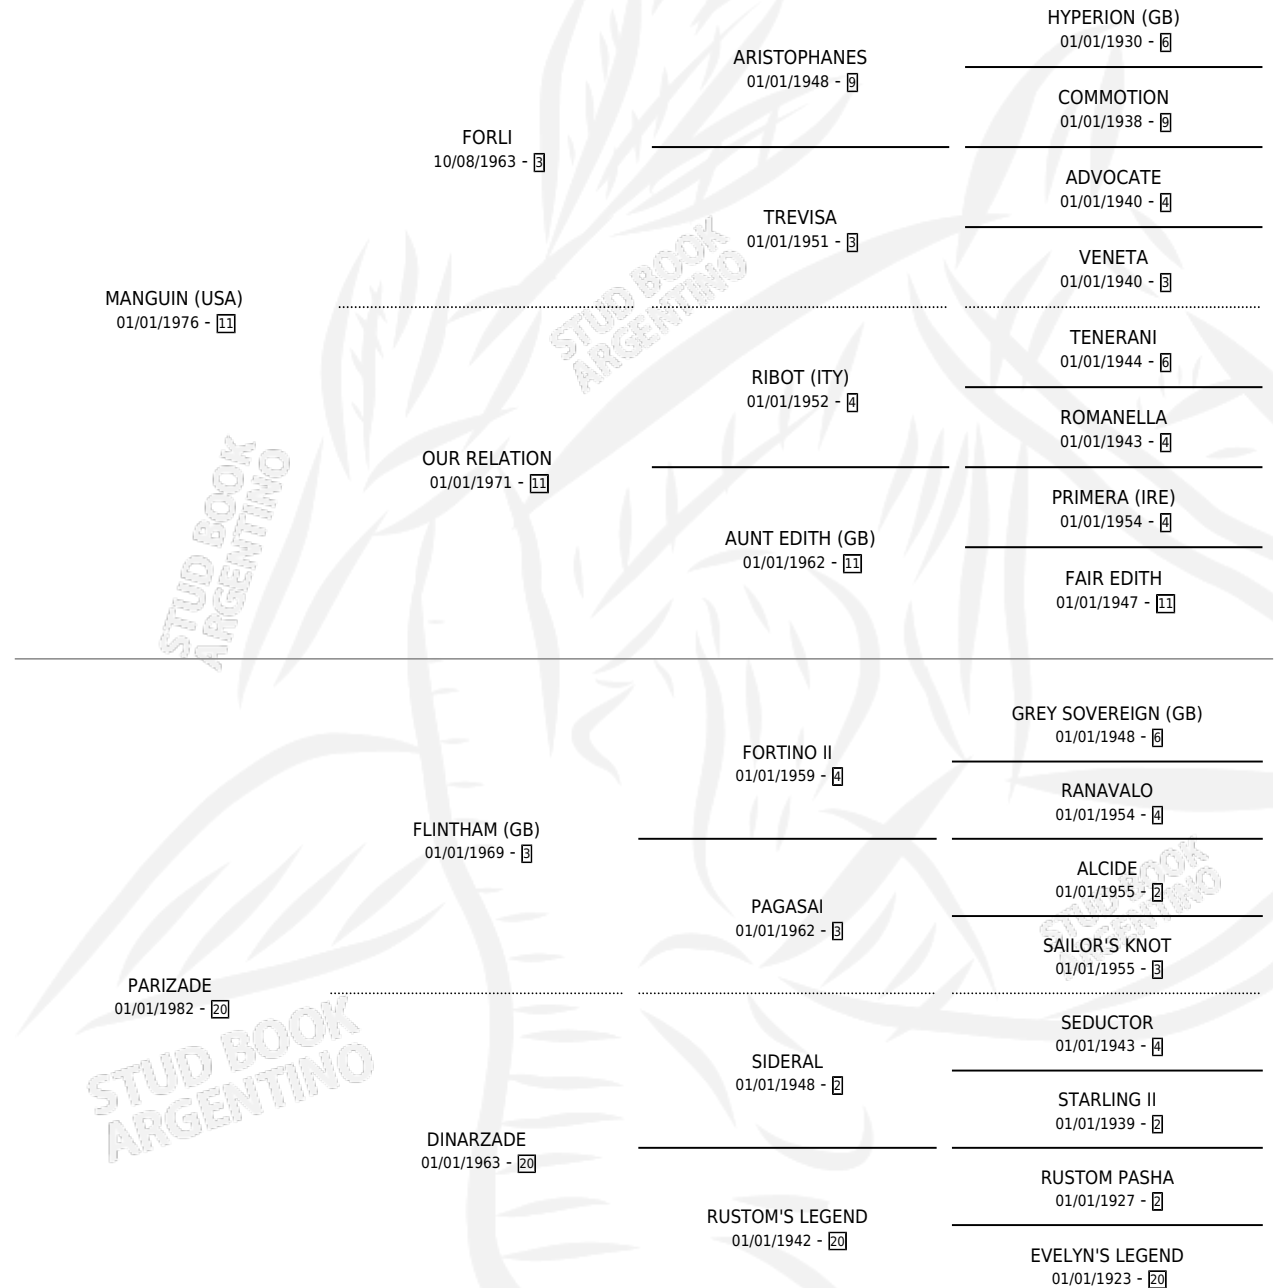 HYPERION (GB)
01/01/1930 - 6
ARISTOPHANES
01/01/1948 - 9
COMMOTION
01/01/1938 - 9
FORLI
10/08/1963 - 3
ADVOCATE
01/01/1940 - 4
TREVISA
01/01/1951 - 3
VENETA
01/01/1940 - 3
MANGUIN (USA)
01/01/1976 - 11
TENERANI
01/01/1944 - 6
RIBOT (ITY)
01/01/1952 - 4
ROMANELLA
01/01/1943 - 4
OUR RELATION
01/01/1971 - 11
PRIMERA (IRE)
01/01/1954 - 4
AUNT EDITH (GB)
01/01/1962 - 11
FAIR EDITH
01/01/1947 - 11
GREY SOVEREIGN (GB)
01/01/1948 - 6
FORTINO II
01/01/1959 - 4
RANAVALO
01/01/1954 - 4
FLINTHAM (GB)
01/01/1969 - 3
ALCIDE
01/01/1955 - 2
PAGASAI
01/01/1962 - 3
SAILOR'S KNOT
01/01/1955 - 3
PARIZADE
01/01/1982 - 20
SEDUCTOR
01/01/1943 - 4
SIDERAL
01/01/1948 - 2
STARLING II
01/01/1939 - 2
DINARZADE
01/01/1963 - 20
RUSTOM PASHA
01/01/1927 - 2
RUSTOM'S LEGEND
01/01/1942 - 20
EVELYN'S LEGEND
01/01/1923 - 20
STUD BOOK
ARGENTINO
STUD BOOK
ARGENTINO
STUD BOOK
ARGENTINO
STUD BOOK
ARGENTINO